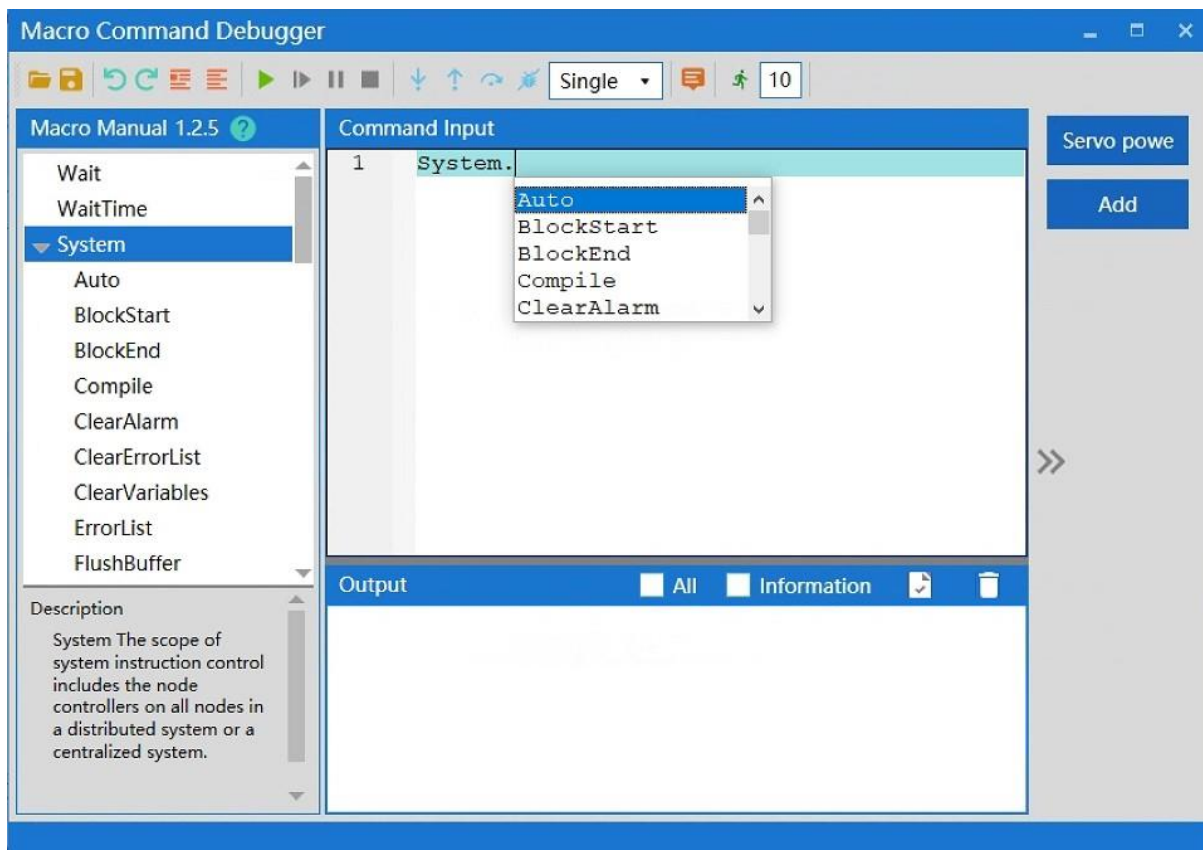 Macro Command Debugger
Single
10
Macro Manual 1.2.5 ?
Wait
WaitTime
System
Auto
BlockStart
BlockEnd
Compile
ClearAlarm
ClearErrorList
ClearVariables
ErrorList
FlushBuffer
Description
System The scope of
system instruction control
includes the node
controllers on all nodes in
a distributed system or a
centralized system.
Command Input
1 System.
Auto
BlockStart
BlockEnd
Compile
ClearAlarm
Output All Information
Servo powe
Add